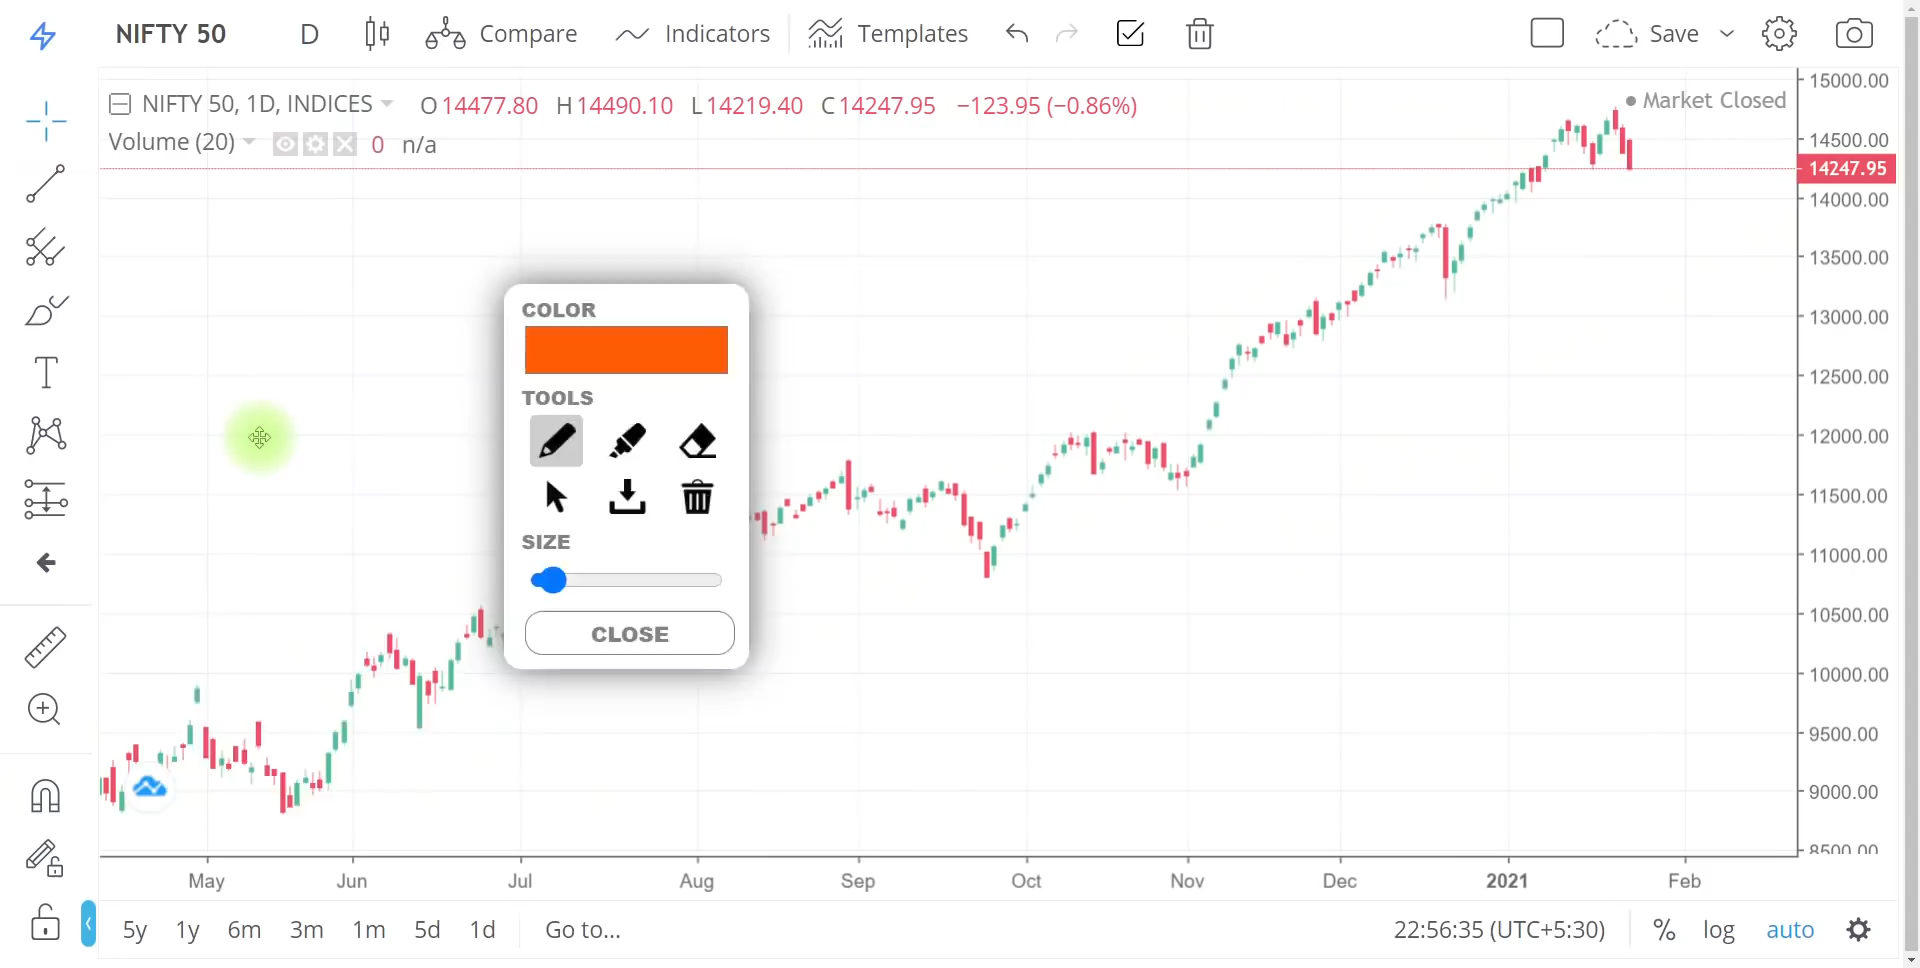 NIFTY 50 D Compare Indicators Templates Save
NIFTY 50, 1D, INDICES O14477.80 H14490.10 L14219.40 C14247.95 −123.95 (−0.86%)
Market Closed
Volume (20) 0 n/a
15000.00
14500.00
14247.95
14000.00
13500.00
13000.00
12500.00
12000.00
11500.00
11000.00
10500.00
10000.00
9500.00
9000.00
8500.00
COLOR
TOOLS
SIZE
CLOSE
May Jun Jul Aug Sep Oct Nov Dec 2021 Feb
5y 1y 6m 3m 1m 5d 1d Go to... 22:56:35 (UTC+5:30) % log auto